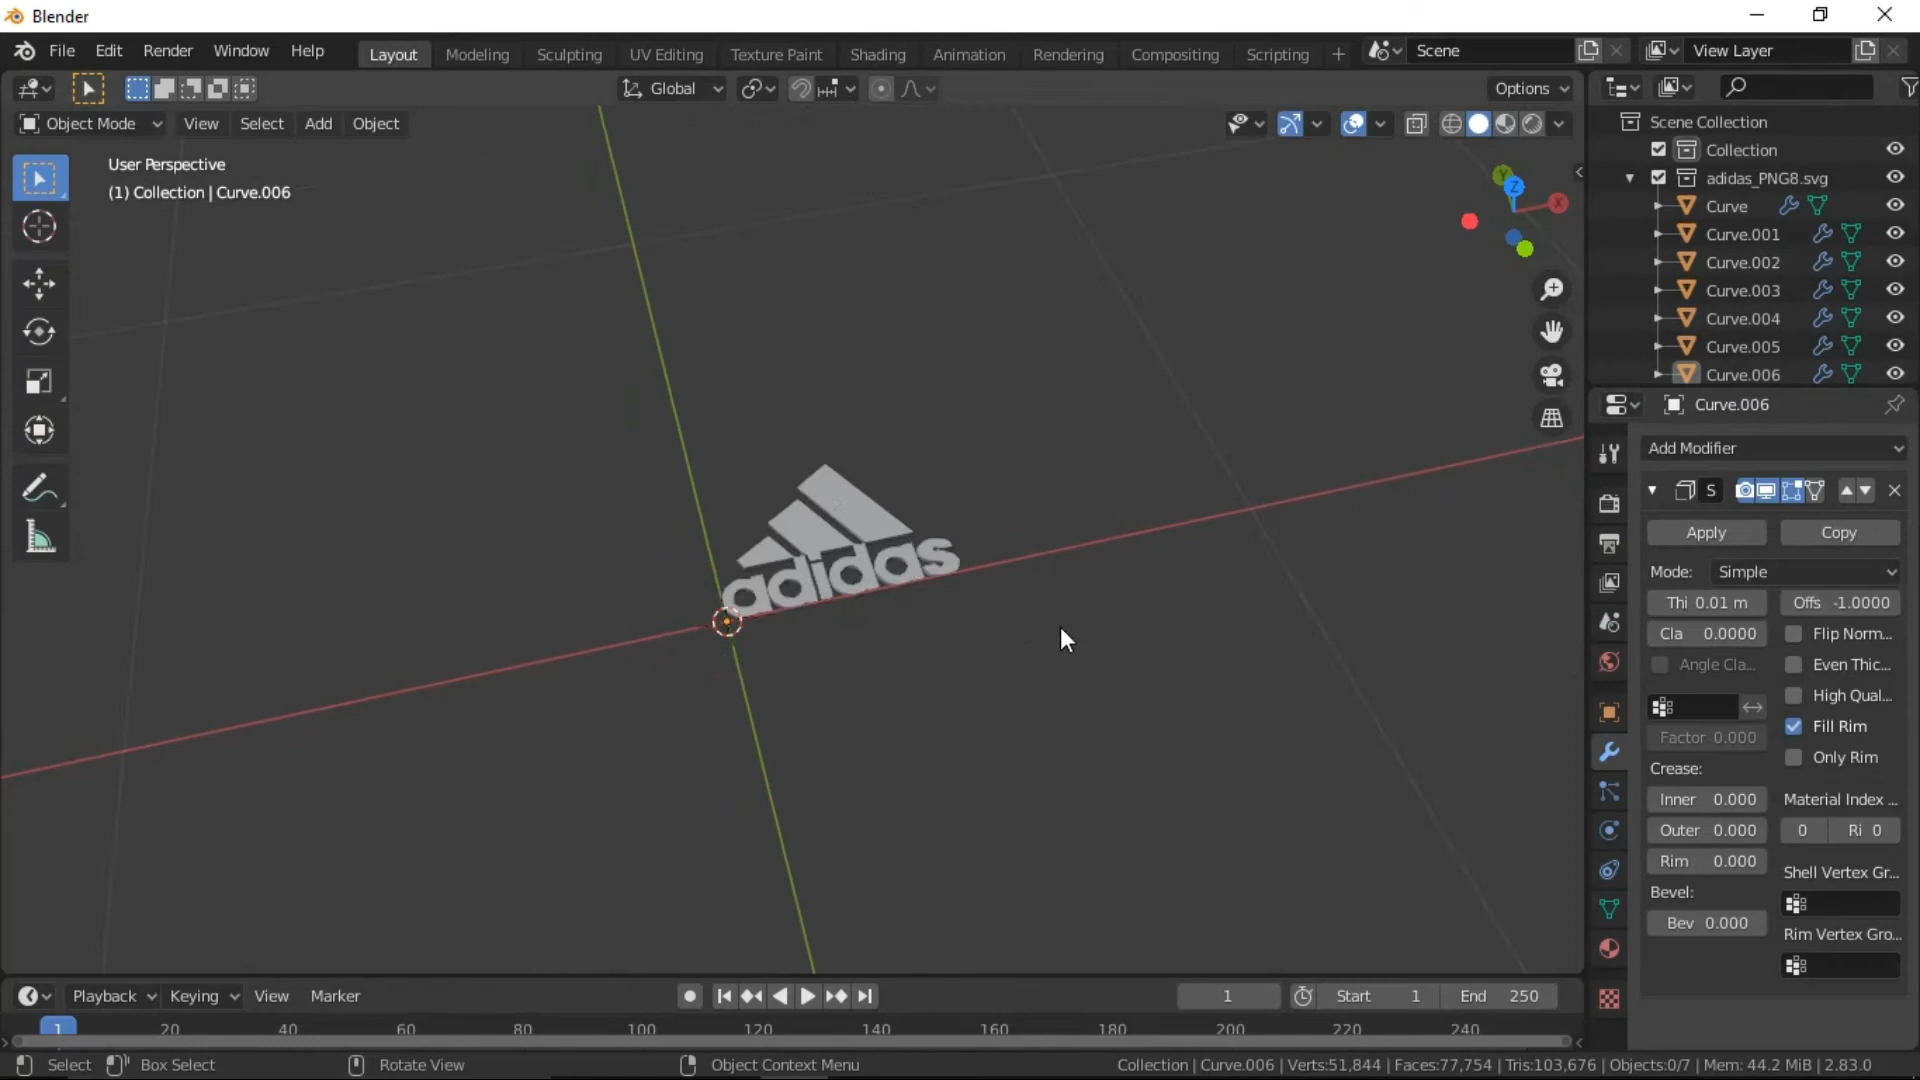 Blender
File Edit Render Window Help Layout Modeling Sculpting UV Editing Texture Paint Shading Animation Rendering Compositing Scripting + Scene View Layer
Global Options
Object Mode View Select Add Object
User Perspective
(1) Collection | Curve.006
Y
Z
X
adidas
Scene Collection
Collection
adidas_PNG8.svg
Curve
Curve.001
Curve.002
Curve.003
Curve.004
Curve.005
Curve.006
Curve.006
Add Modifier
S
Apply Copy
Mode: Simple
Thi 0.01 m Offs -1.0000
Cla 0.0000 Flip Norm...
Angle Cla... Even Thic...
High Qual...
Fill Rim
Factor 0.000
Only Rim
Crease:
Inner 0.000 Material Index ...
Outer 0.000 0 Ri 0
Rim 0.000
Shell Vertex Gr...
Bevel:
Bev 0.000
Rim Vertex Gro...
Playback Keying View Marker 1 Start 1 End 250
1 20 40 60 80 100 120 140 160 180 200 220 240
Select Box Select Rotate View Object Context Menu Collection | Curve.006 | Verts:51,844 | Faces:77,754 | Tris:103,676 | Objects:0/7 | Mem: 44.2 MiB | 2.83.0